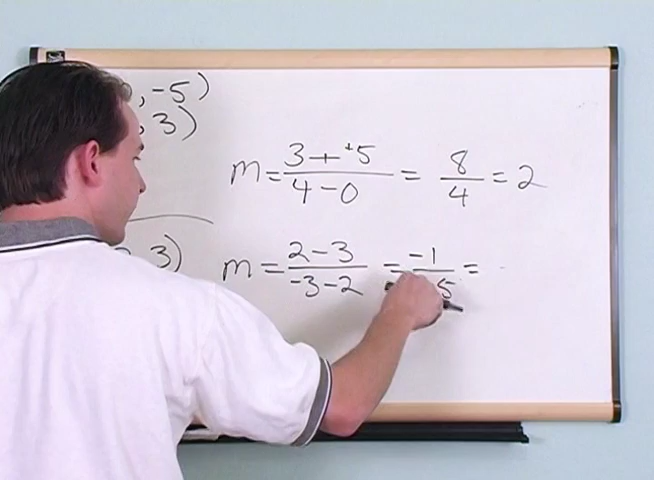 , -5)
, 3)
m = 3 + +5 / 4 - 0 = 8 / 4 = 2
, 3)
m = 2 - 3 / -3 - 2 = -1 / 5 =